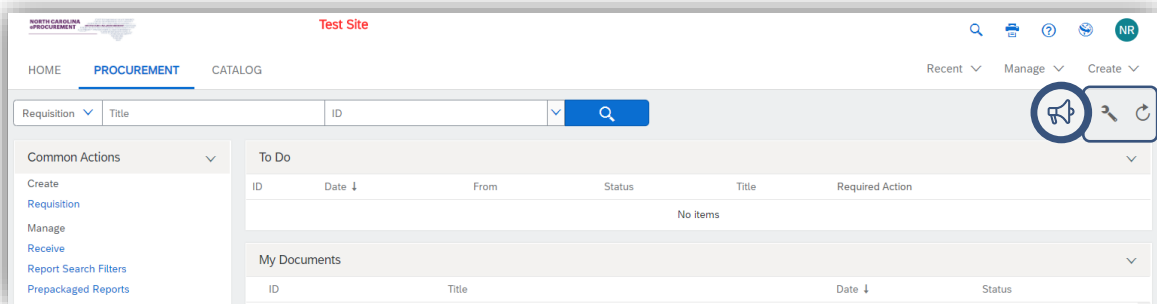 NORTH CAROLINA
ePROCUREMENT
Test Site
NR
HOME PROCUREMENT CATALOG
Recent Manage Create
Requisition Title ID
Common Actions
Create
Requisition
Manage
Receive
Report Search Filters
Prepackaged Reports
To Do
ID Date ↓ From Status Title Required Action
No items
My Documents
ID Title Date ↓ Status